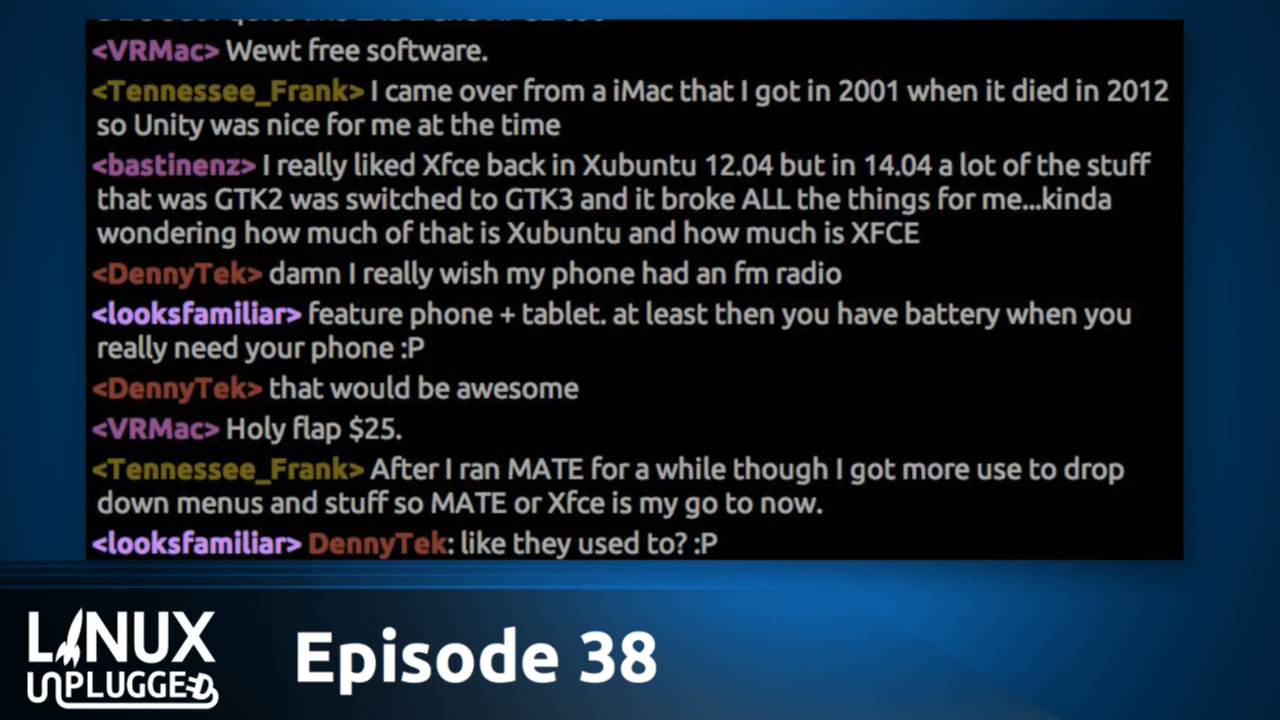 <VRMac> Wewt free software.
<Tennessee_Frank> I came over from a iMac that I got in 2001 when it died in 2012
so Unity was nice for me at the time
<bastinenz> I really liked Xfce back in Xubuntu 12.04 but in 14.04 a lot of the stuff
that was GTK2 was switched to GTK3 and it broke ALL the things for me...kinda
wondering how much of that is Xubuntu and how much is XFCE
<DennyTek> damn I really wish my phone had an fm radio
<looksfamiliar> feature phone + tablet. at least then you have battery when you
really need your phone :P
<DennyTek> that would be awesome
<VRMac> Holy flap $25.
<Tennessee_Frank> After I ran MATE for a while though I got more use to drop
down menus and stuff so MATE or Xfce is my go to now.
<looksfamiliar> DennyTek: like they used to? :P
LINUX
UNPLUGGED
Episode 38